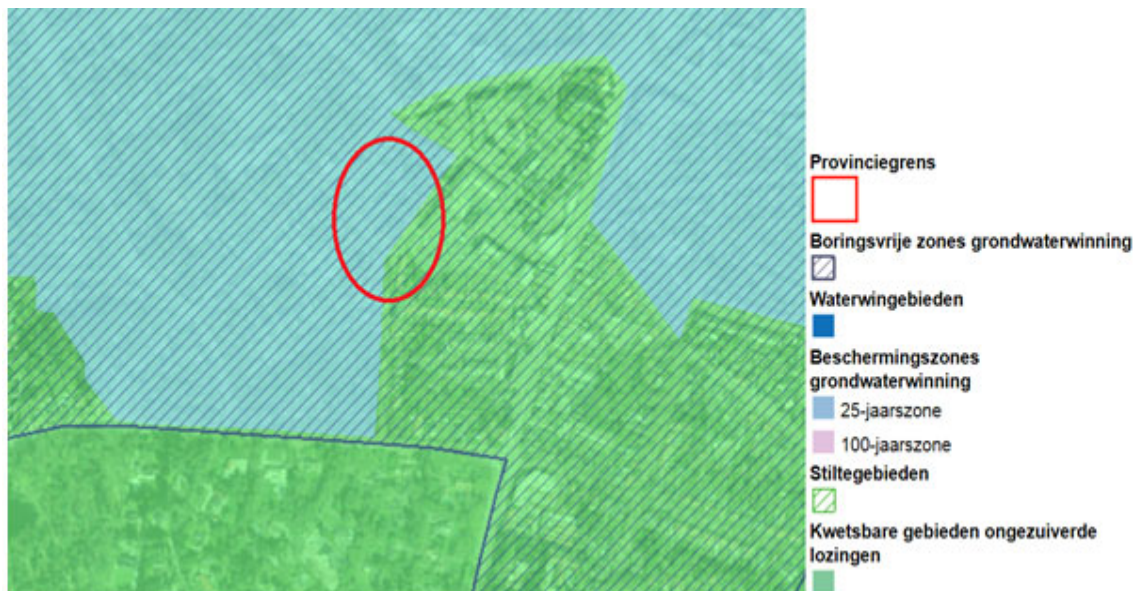 Provinciegrens
Boringsvrije zones grondwaterwinning
Waterwingebieden
Beschermingszones
grondwaterwinning
25-jaarszone
100-jaarszone
Stiltegebieden
Kwetsbare gebieden ongezuiverde
lozingen